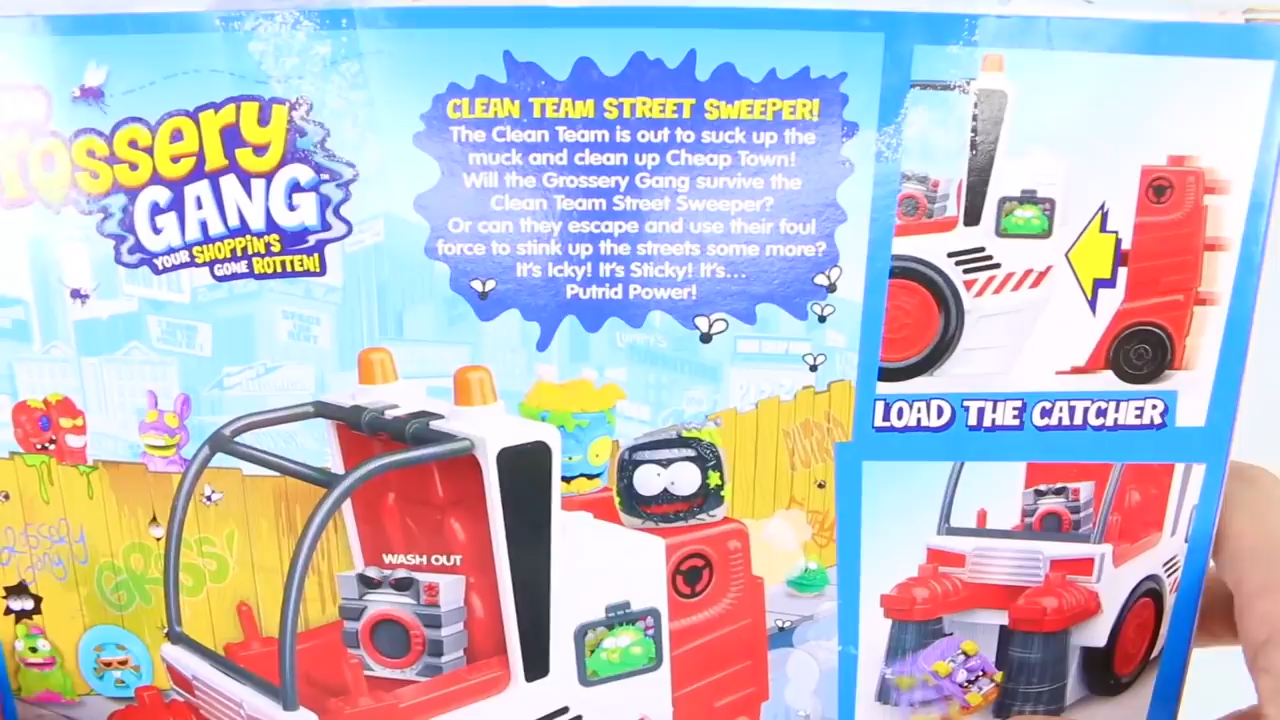 Grossery
GANG
YOUR SHOPPIN'S
GONE ROTTEN!
CLEAN TEAM STREET SWEEPER!
The Clean Team is out to suck up the
muck and clean up Cheap Town!
Will the Grossery Gang survive the
Clean Team Street Sweeper?
Or can they escape and use their foul
force to stink up the streets some more?
It's Icky! It's Sticky! It's...
Putrid Power!
LOAD THE CATCHER
WASH OUT
GROSS!